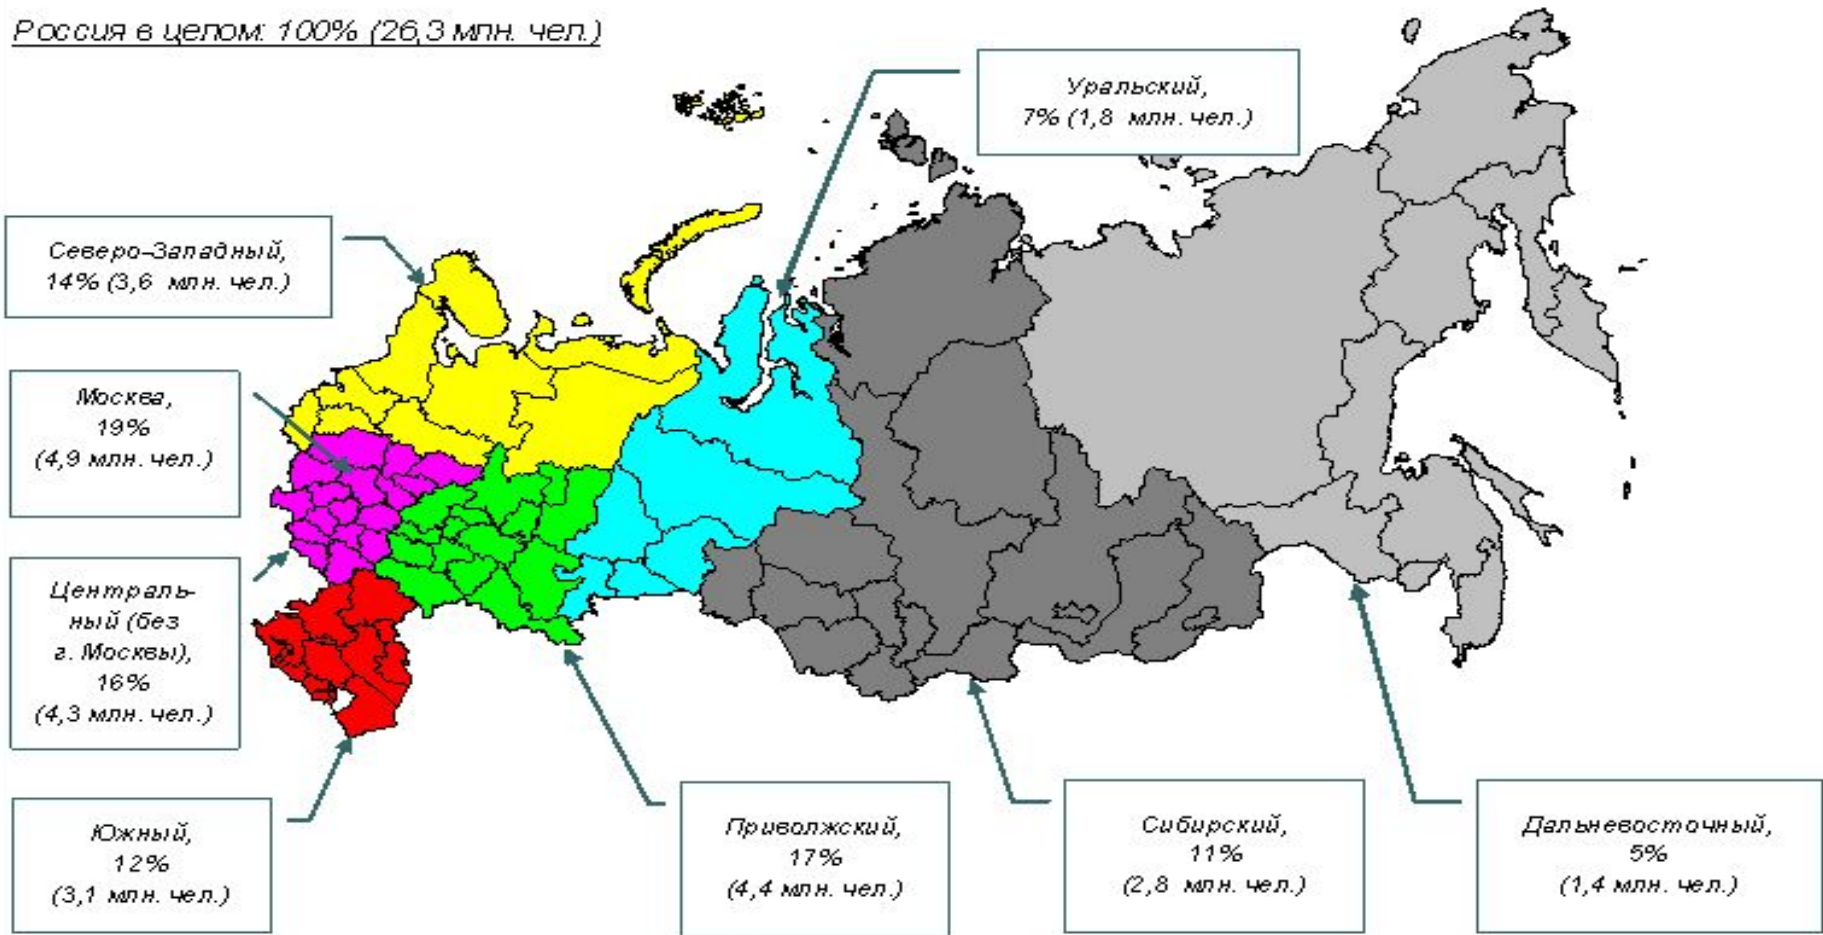 Россия в целом: 100% (26,3 млн. чел.)
Уральский,
7% (1,8 млн. чел.)
Северо-Западный,
14% (3,6 млн. чел.)
Москва,
19%
(4,9 млн. чел.)
Централь-
ный (без
г. Москвы),
16%
(4,3 млн. чел.)
Южный,
12%
(3,1 млн. чел.)
Приволжский,
17%
(4,4 млн. чел.)
Сибирский,
11%
(2,8 млн. чел.)
Дальневосточный,
5%
(1,4 млн. чел.)